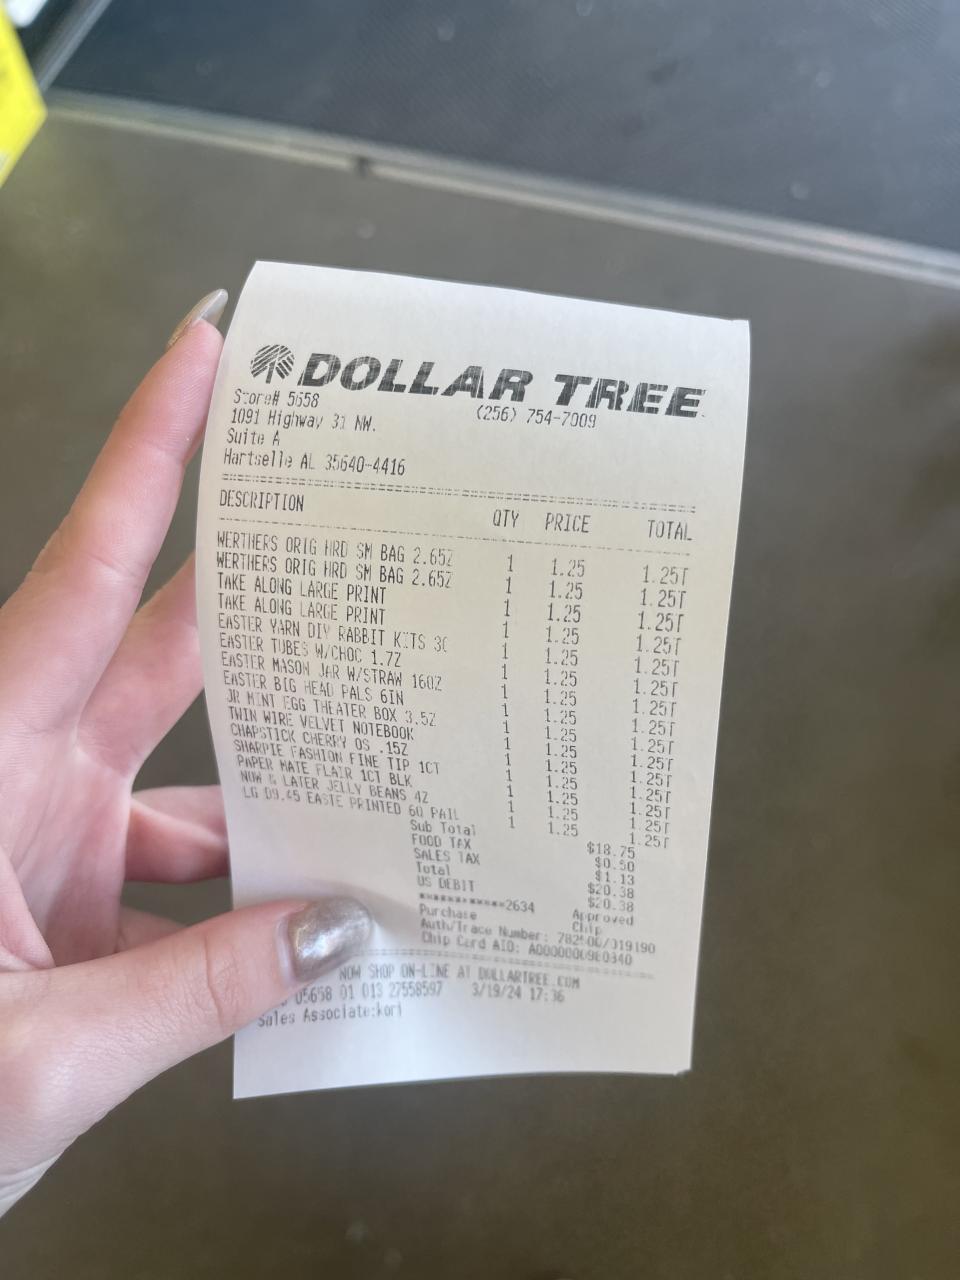 DOLLAR TREE
Store# 5658 (256) 754-7009
1091 Highway 31 NW.
Suite A
Hartselle AL 35640-4416
DESCRIPTION QTY PRICE TOTAL
WERTHERS ORIG HRD SM BAG 2.65Z 1 1.25 1.25T
WERTHERS ORIG HRD SM BAG 2.65Z 1 1.25 1.25T
TAKE ALONG LARGE PRINT 1 1.25 1.25T
TAKE ALONG LARGE PRINT 1 1.25 1.25T
EASTER YARN DIY RABBIT KITS 1 1.25 1.25T
EASTER TUBES W/CHOC 1.7Z 1 1.25 1.25T
EASTER MASON JAR W/STRAW 16OZ 1 1.25 1.25T
EASTER BIG HEAD PALS 6IN 1 1.25 1.25T
JR MINT EGG THEATER BOX 3.5Z 1 1.25 1.25T
TWIN WIRE VELVET NOTEBOOK 1 1.25 1.25T
CHAPSTICK CHERRY OS .15Z 1 1.25 1.25T
SHARPIE FASHION FINE TIP 1CT 1 1.25 1.25T
PAPER MATE FLAIR 1CT BLK 1 1.25 1.25T
NOW & LATER JELLY BEANS 4Z 1 1.25 1.25T
LG D9.45 EASTE PRINTED 6Q PAIL 1 1.25 1.25T
Sub Total $18.75
FOOD TAX $0.50
SALES TAX $1.13
Total $20.38
US DEBIT $20.38
************2634 Approved
Purchase Chip
Auth/Trace Number: /019190
Chip Card AID: A0000000980840
NOW SHOP ON-LINE AT DOLLARTREE.COM
05658 01 013 27558597 3/19/24 17:36
Sales Associate:kori